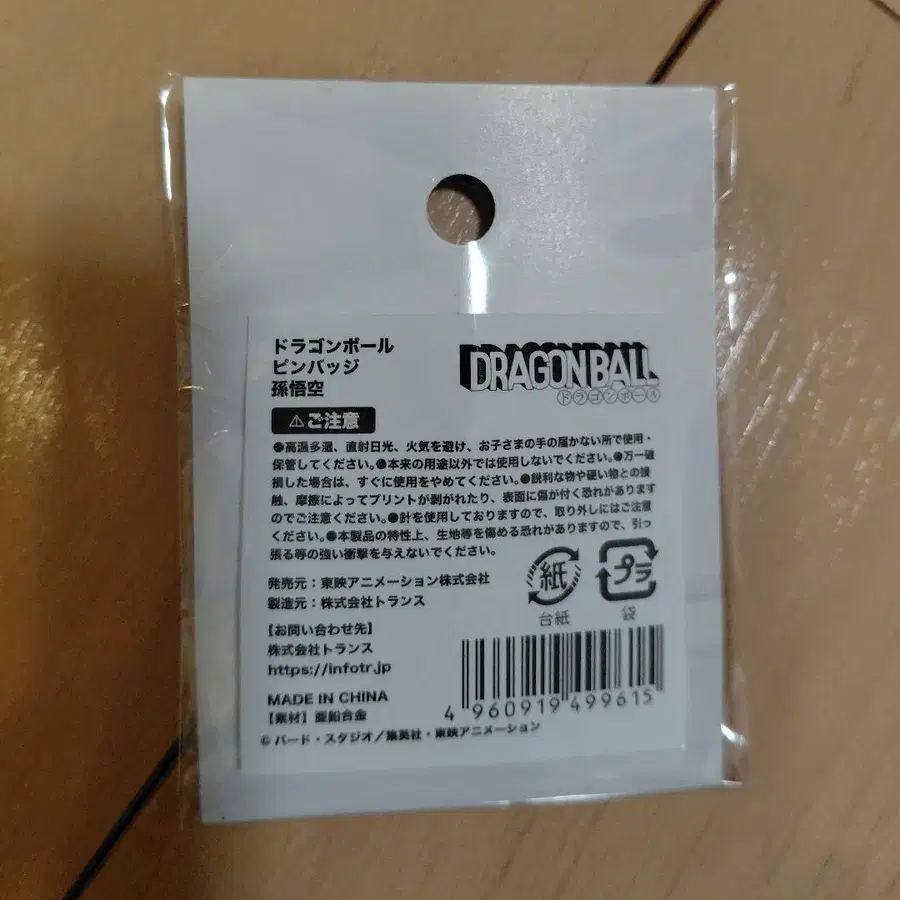 ドラゴンボール
ピンバッジ
孫悟空
DRAGON BALL
ドラゴンボール
⚠ご注意
●高温多湿、直射日光、火気を避け、お子さまの手の届かない所で使用・
保管してください。●本来の用途以外では使用しないでください。●万一破
損した場合は、すぐに使用をやめてください。●鋭利な物や硬い物との接
触、摩擦によってプリントが剥がれたり、表面に傷が付く恐れがあります
のでご注意ください。●針を使用しておりますので、取り外しにはご注意
ください。●本製品の特性上、生地等を傷める恐れがありますので、引っ
張る等の強い衝撃を与えないでください。
発売元：東映アニメーション株式会社
製造元：株式会社トランス
【お問い合わせ先】
株式会社トランス
https://infotr.jp
紙
台紙
プラ
袋
MADE IN CHINA
【素材】亜鉛合金
4 960919 499615
©バード・スタジオ／集英社・東映アニメーション